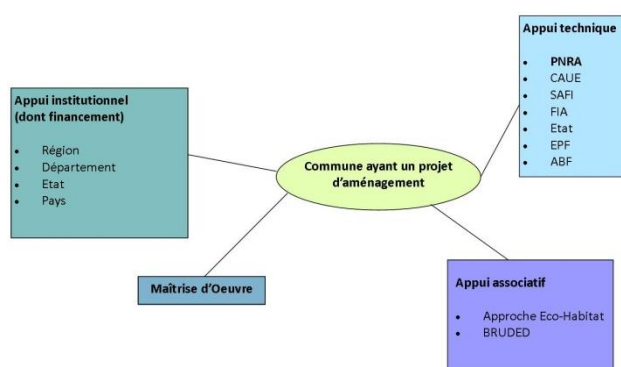 Appui technique
• PNRA
• CAUE
• SAFI
• FIA
• Etat
• EPF
• ABF
Appui institutionnel
(dont financement)
• Région
• Département
• Etat
• Pays
Commune ayant un projet
d'aménagement
Maîtrise d'Oeuvre
Appui associatif
• Approche Eco-Habitat
• BRUDED